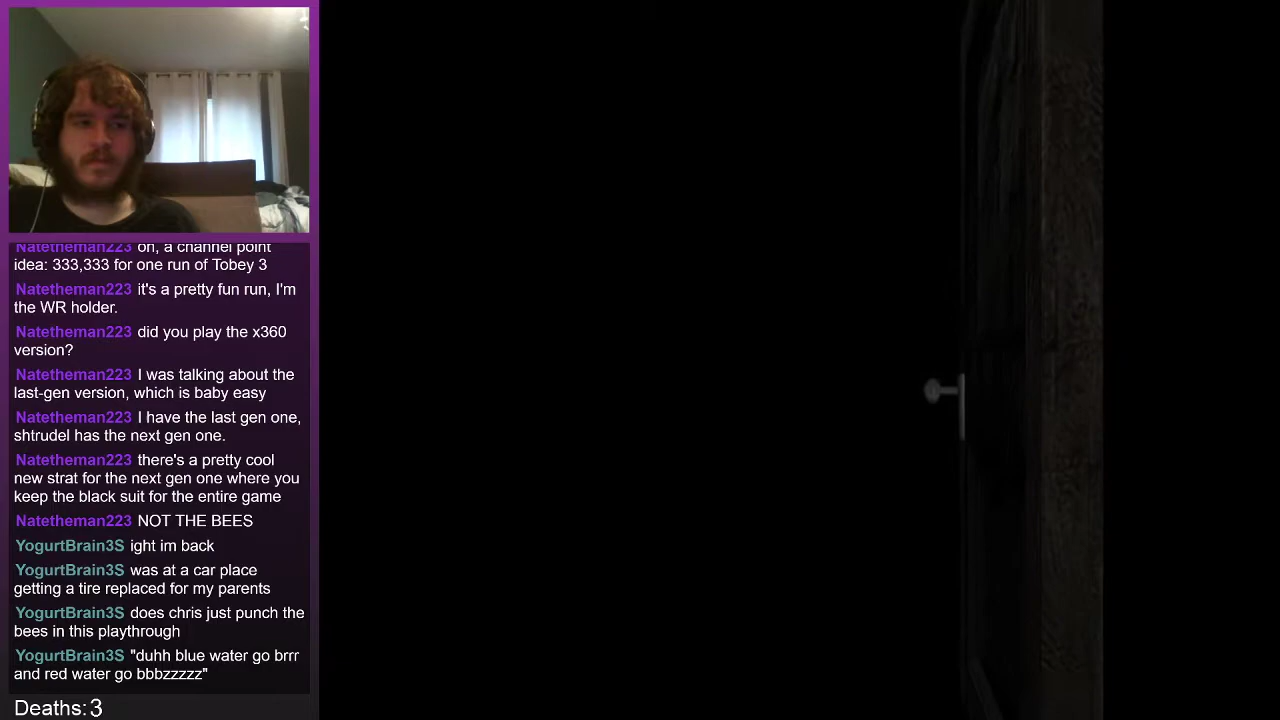 Natetheman223 oh, a channel point
idea: 333,333 for one run of Tobey 3
Natetheman223 it's a pretty fun run, I'm
the WR holder.
Natetheman223 did you play the x360
version?
Natetheman223 I was talking about the
last-gen version, which is baby easy
Natetheman223 I have the last gen one,
shtrudel has the next gen one.
Natetheman223 there's a pretty cool
new strat for the next gen one where you
keep the black suit for the entire game
Natetheman223 NOT THE BEES
YogurtBrain3S ight im back
YogurtBrain3S was at a car place
getting a tire replaced for my parents
YogurtBrain3S does chris just punch the
bees in this playthrough
YogurtBrain3S "duhh blue water go brrr
and red water go bbbzzzzz"
Deaths:3